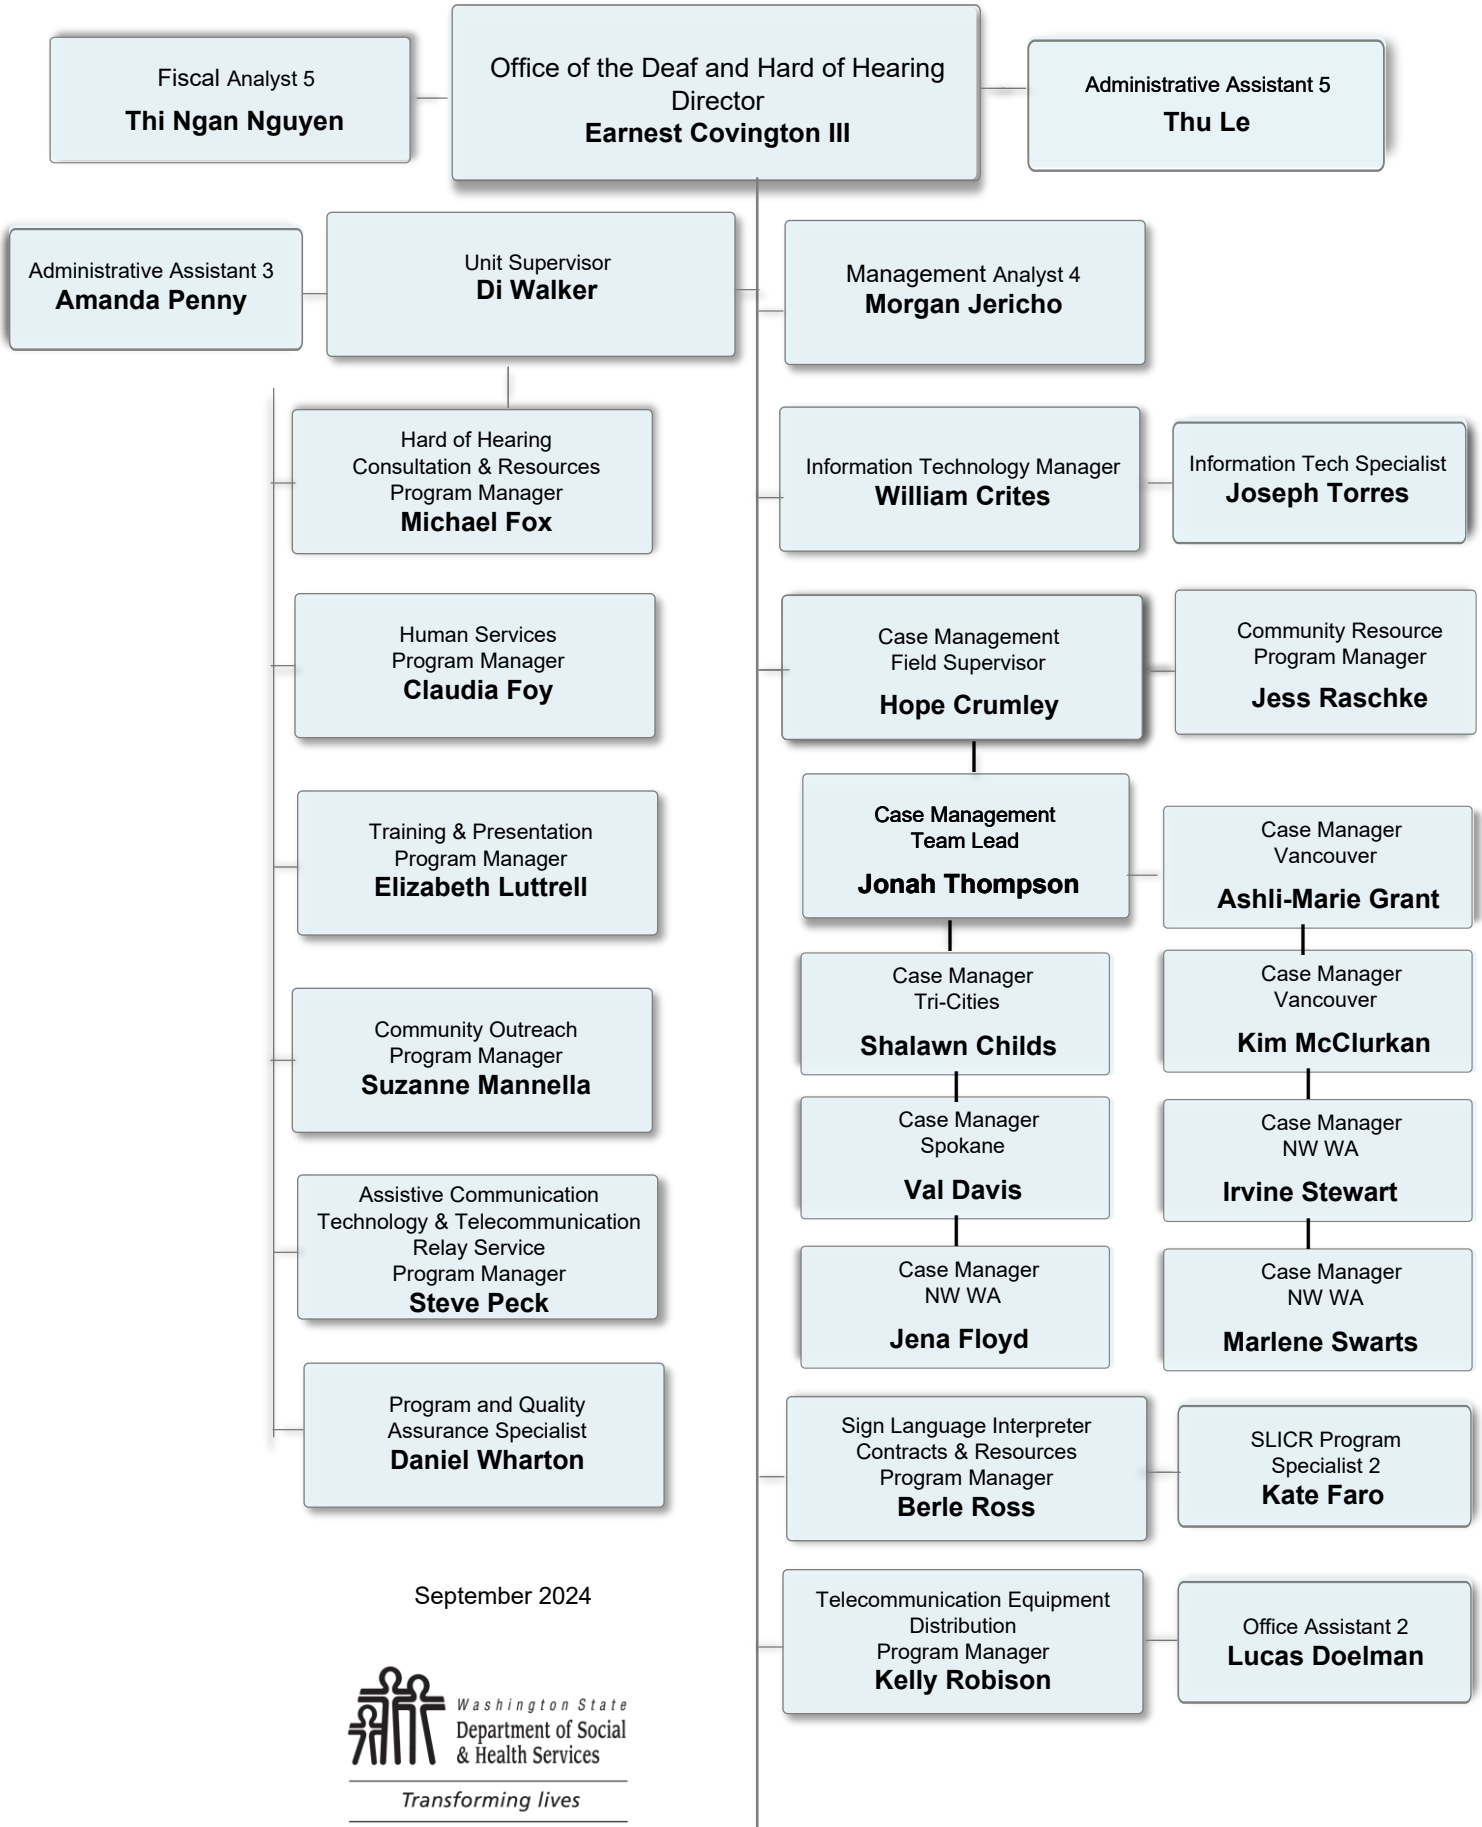 Fiscal Analyst 5
Thi Ngan Nguyen
Office of the Deaf and Hard of Hearing
Director
Earnest Covington III
Administrative Assistant 5
Thu Le
Administrative Assistant 3
Amanda Penny
Unit Supervisor
Di Walker
Management Analyst 4
Morgan Jericho
Hard of Hearing
Consultation & Resources
Program Manager
Michael Fox
Information Technology Manager
William Crites
Information Tech Specialist
Joseph Torres
Human Services
Program Manager
Claudia Foy
Case Management
Field Supervisor
Hope Crumley
Community Resource
Program Manager
Jess Raschke
Training & Presentation
Program Manager
Elizabeth Luttrell
Case Management
Team Lead
Jonah Thompson
Case Manager
Vancouver
Ashli-Marie Grant
Case Manager
Tri-Cities
Shalawn Childs
Case Manager
Vancouver
Kim McClurkan
Community Outreach
Program Manager
Suzanne Mannella
Case Manager
Spokane
Val Davis
Case Manager
NW WA
Irvine Stewart
Assistive Communication
Technology & Telecommunication
Relay Service
Program Manager
Steve Peck
Case Manager
NW WA
Jena Floyd
Case Manager
NW WA
Marlene Swarts
Program and Quality
Assurance Specialist
Daniel Wharton
Sign Language Interpreter
Contracts & Resources
Program Manager
Berle Ross
SLICR Program
Specialist 2
Kate Faro
Telecommunication Equipment
Distribution
Program Manager
Kelly Robison
Office Assistant 2
Lucas Doelman
September 2024
Washington State
Department of Social
& Health Services
Transforming lives